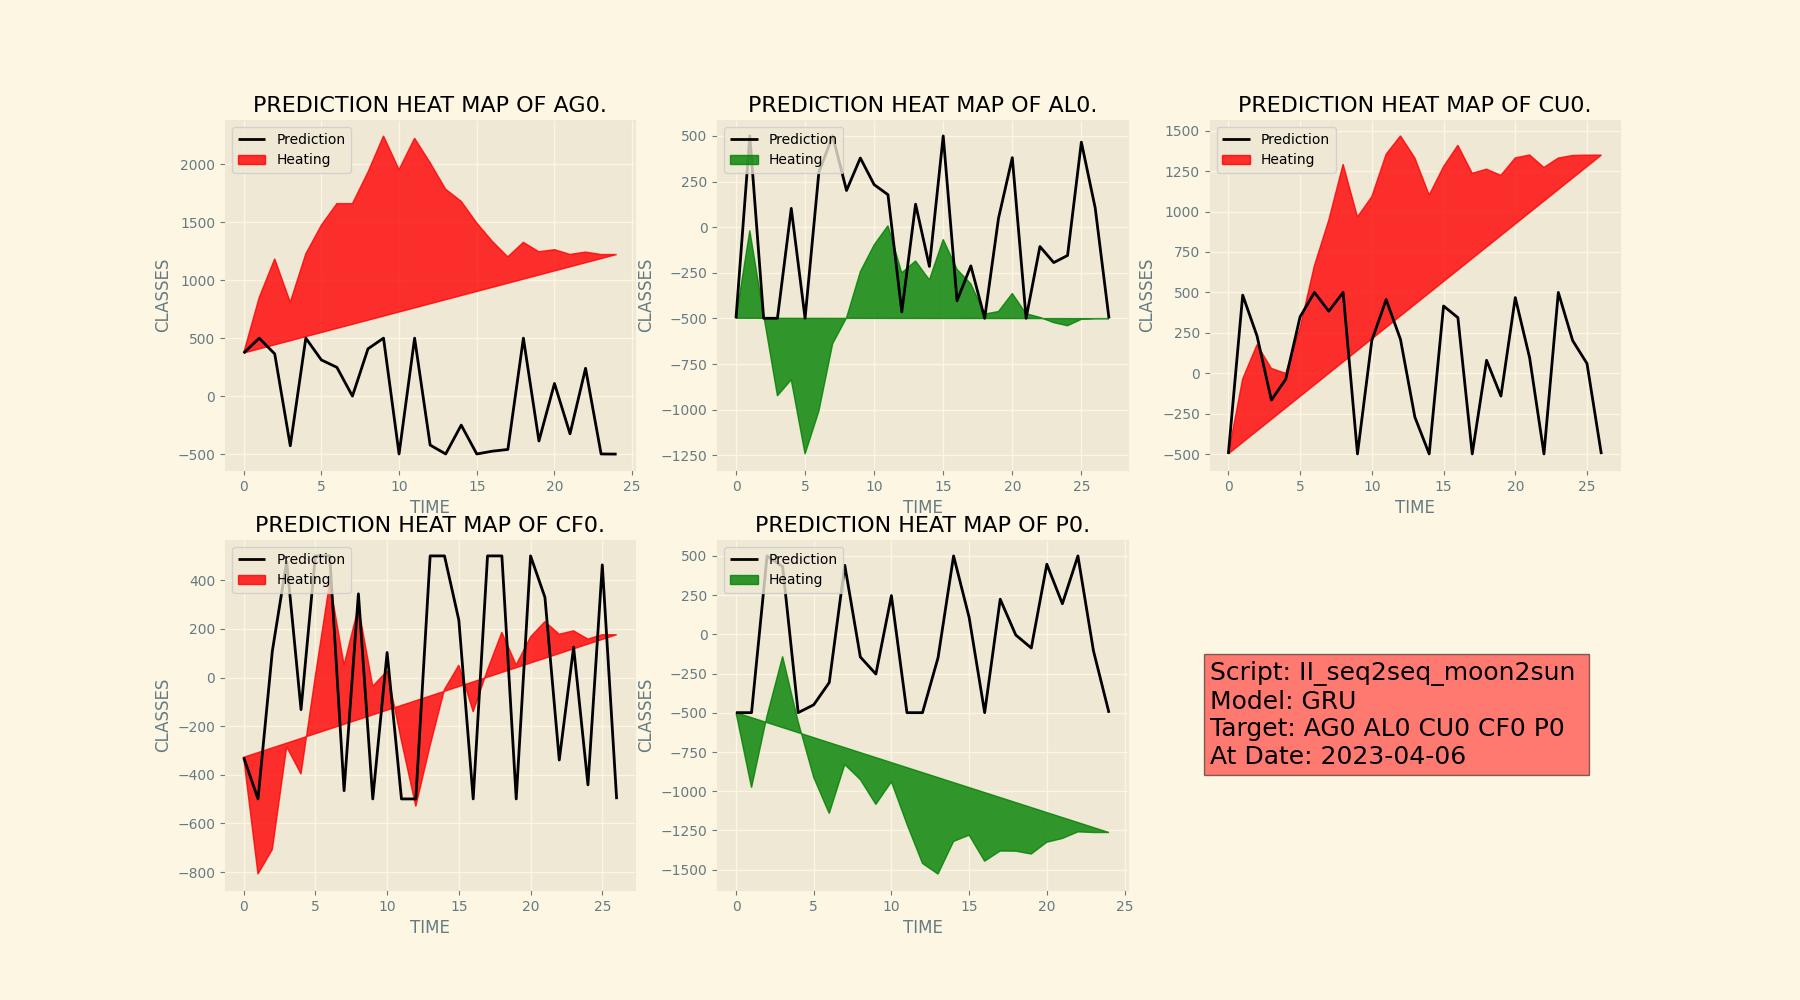 PREDICTION HEAT MAP OF AG0.
Prediction
Heating
CLASSES
2000
1500
1000
500
0
−500
0 5 10 15 20 25
TIME
PREDICTION HEAT MAP OF AL0.
Prediction
Heating
CLASSES
500
250
0
−250
−500
−750
−1000
−1250
0 5 10 15 20 25
TIME
PREDICTION HEAT MAP OF CU0.
Prediction
Heating
CLASSES
1500
1250
1000
750
500
250
0
−250
−500
0 5 10 15 20 25
TIME
PREDICTION HEAT MAP OF CF0.
Prediction
Heating
CLASSES
400
200
0
−200
−400
−600
−800
0 5 10 15 20 25
TIME
PREDICTION HEAT MAP OF P0.
Prediction
Heating
CLASSES
500
250
0
−250
−500
−750
−1000
−1250
−1500
0 5 10 15 20 25
TIME
Script: II_seq2seq_moon2sun
Model: GRU
Target: AG0 AL0 CU0 CF0 P0
At Date: 2023-04-06